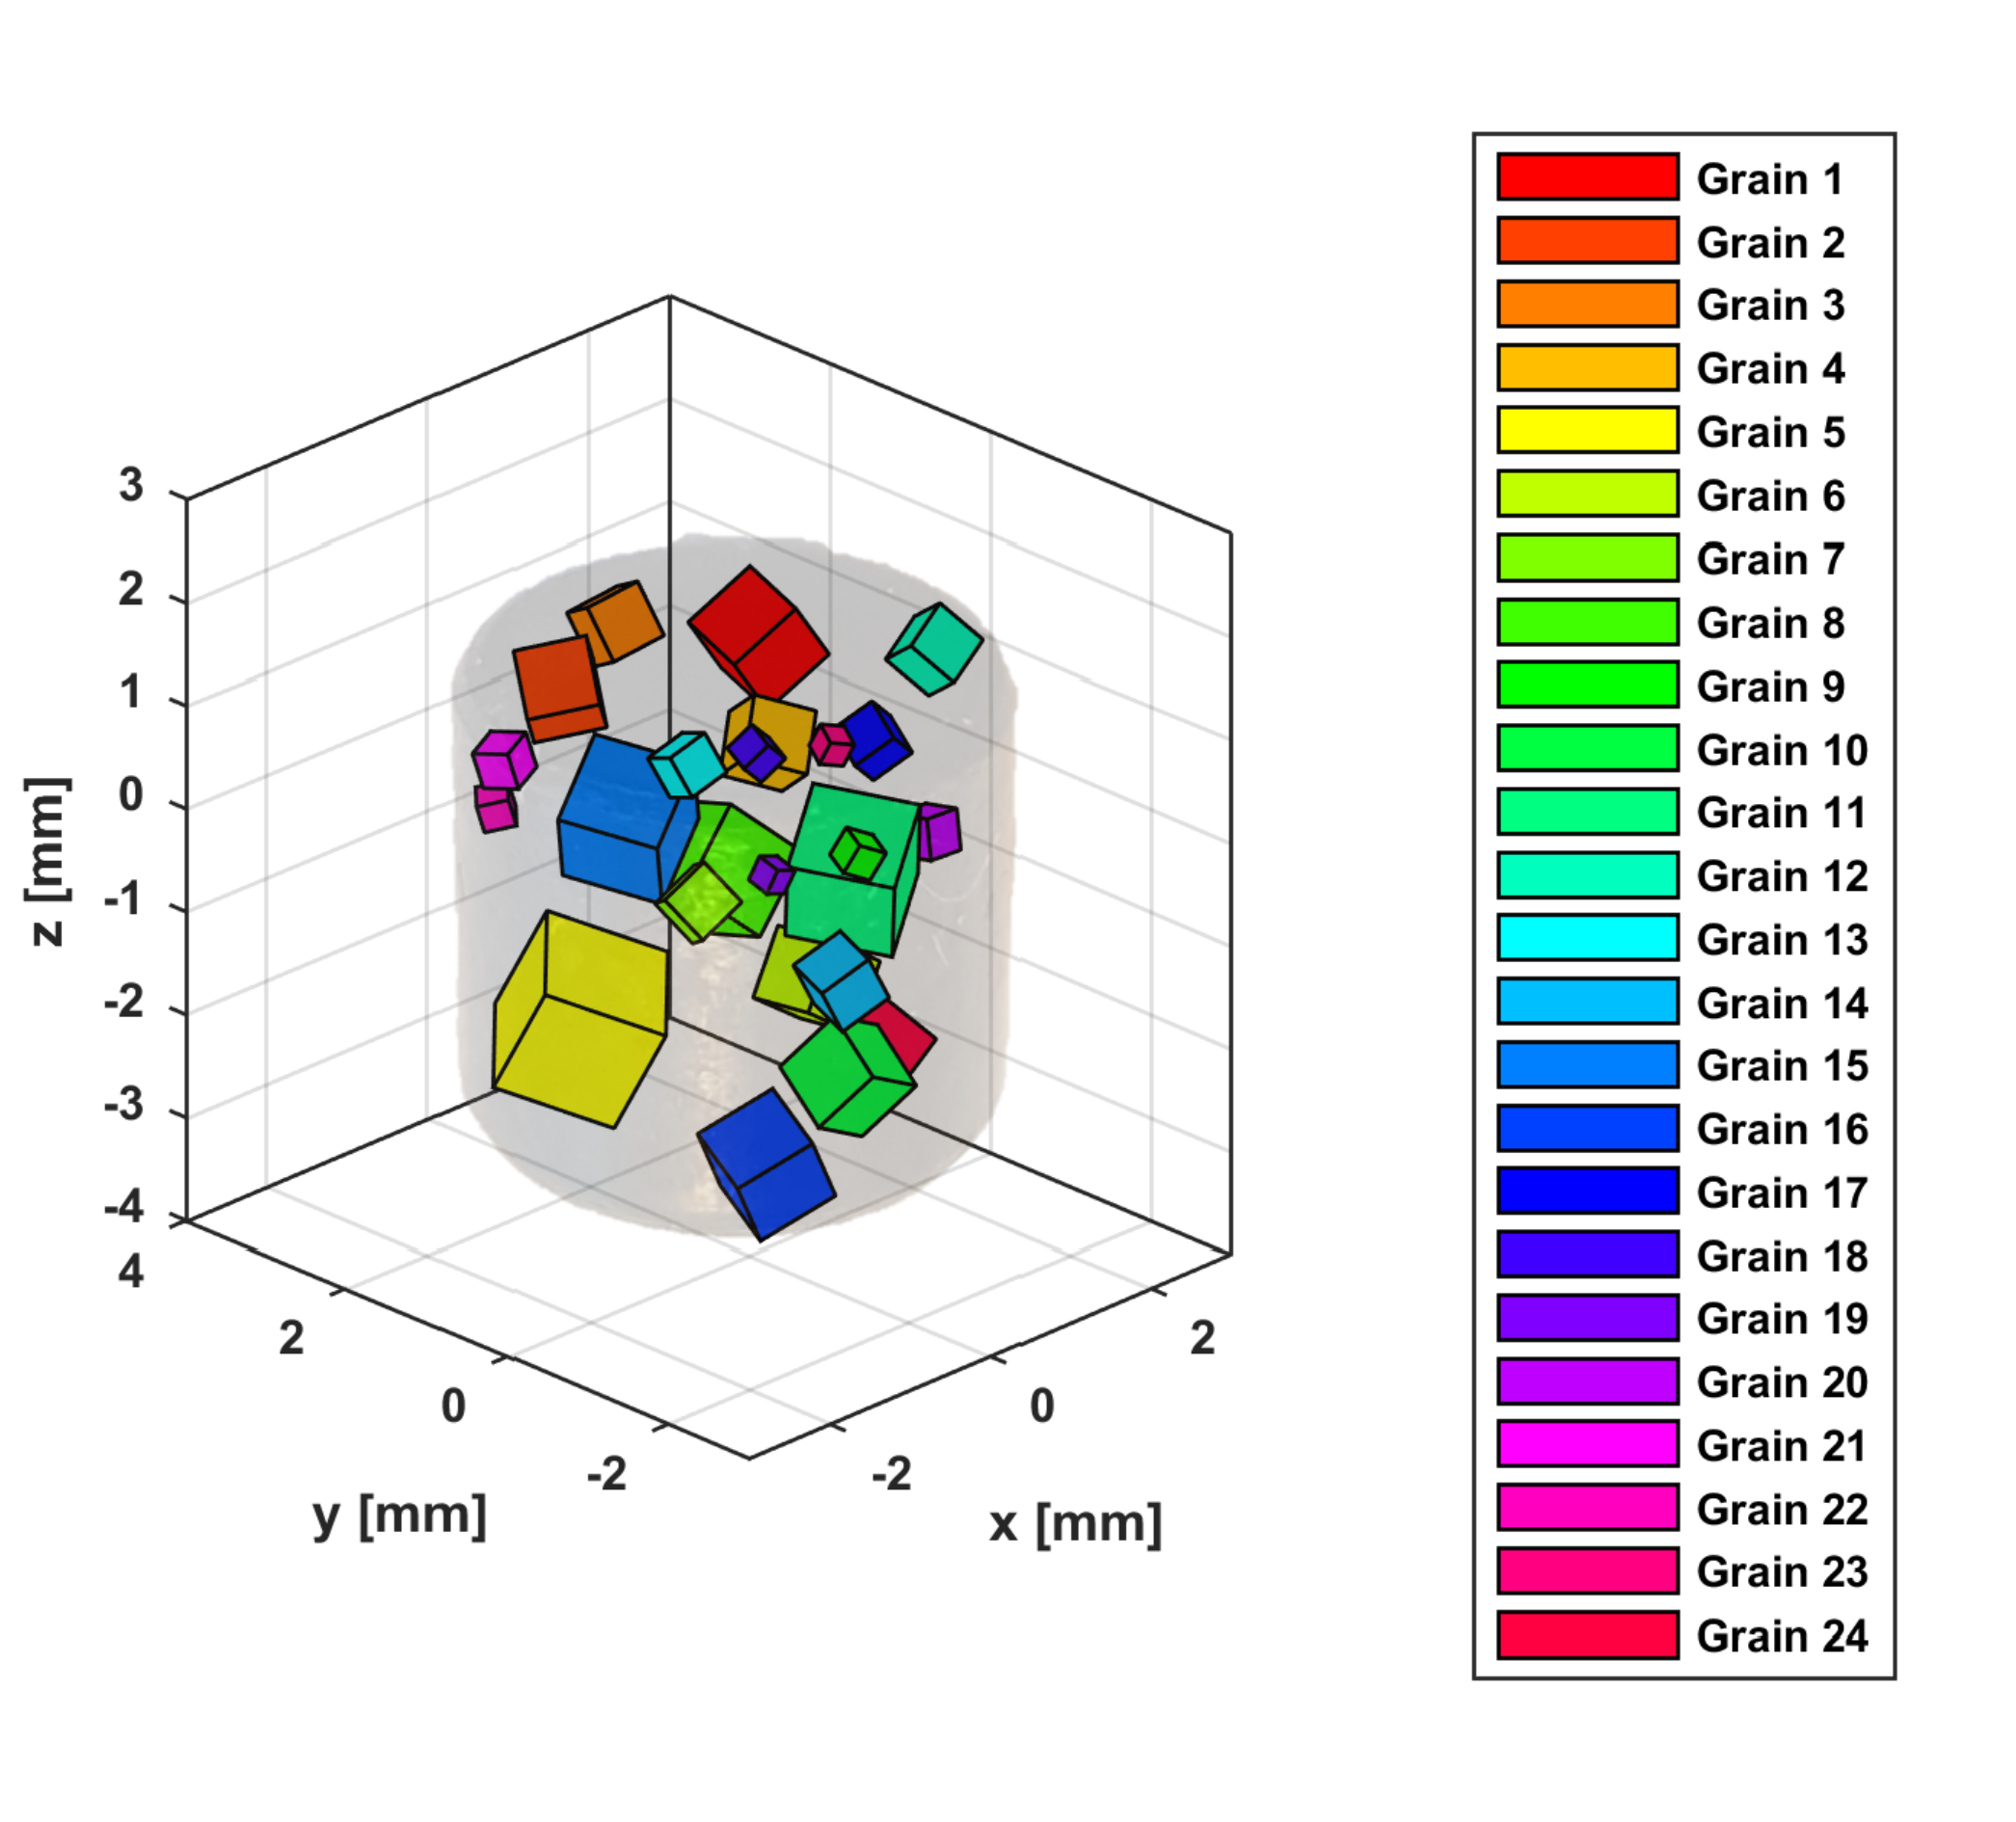 3
2
1
0
-1
-2
-3
-4
z [mm]
4
2
0
-2
y [mm]
-2
0
2
x [mm]
Grain 1
Grain 2
Grain 3
Grain 4
Grain 5
Grain 6
Grain 7
Grain 8
Grain 9
Grain 10
Grain 11
Grain 12
Grain 13
Grain 14
Grain 15
Grain 16
Grain 17
Grain 18
Grain 19
Grain 20
Grain 21
Grain 22
Grain 23
Grain 24